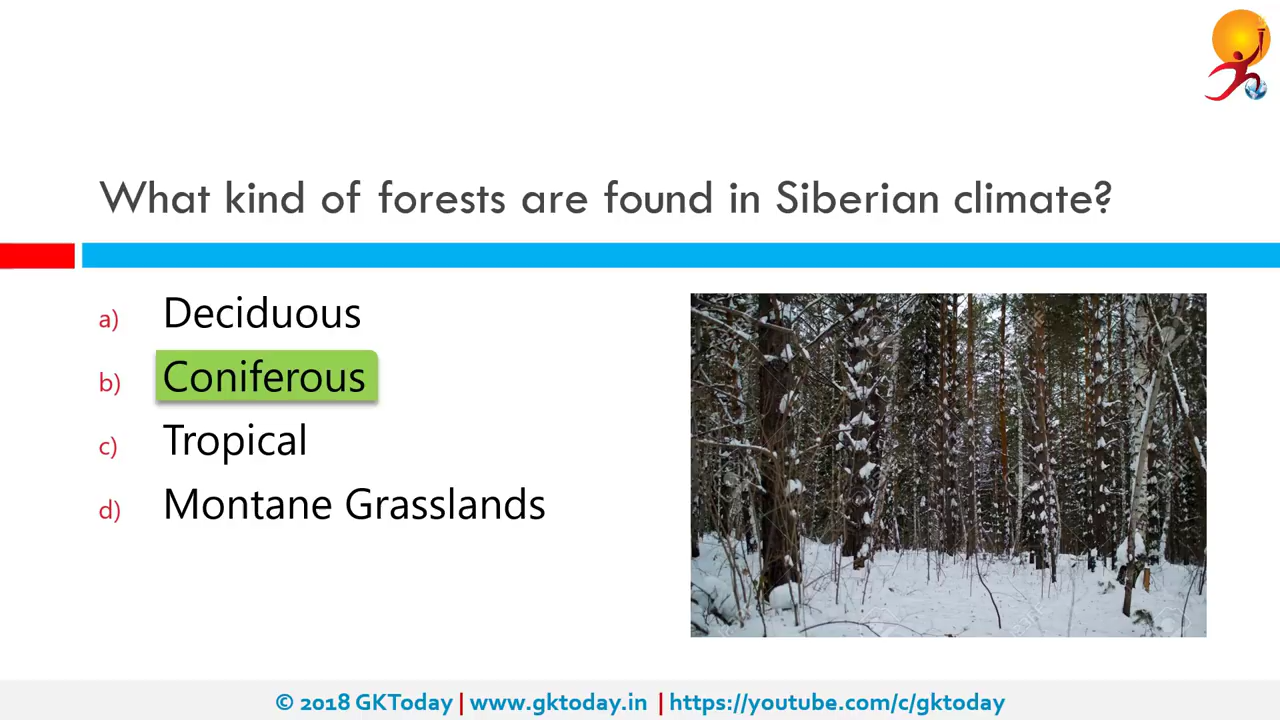 What kind of forests are found in Siberian climate?
a) Deciduous
b) Coniferous
c) Tropical
d) Montane Grasslands
© 2018 GKToday | www.gktoday.in | https://youtube.com/c/gktoday